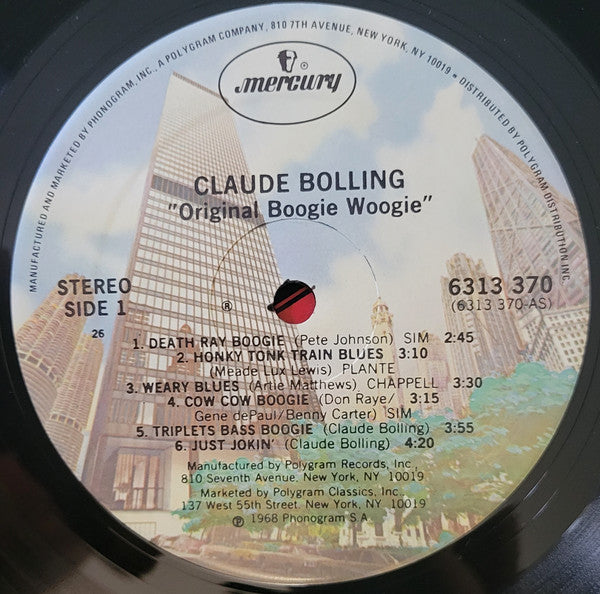 MANUFACTURED AND MARKETED BY PHONOGRAM, INC., A POLYGRAM COMPANY, 810 7TH AVENUE, NEW YORK, NY 10019 • DISTRIBUTED BY POLYGRAM DISTRIBUTION, INC.
®
mercury
CLAUDE BOLLING
"Original Boogie Woogie"
STEREO
SIDE 1
26
6313 370
(6313 370-AS)
®
1. DEATH RAY BOOGIE (Pete Johnson) SIM 2:45
2. HONKY TONK TRAIN BLUES 3:10
(Meade Lux Lewis) PLANTE
3. WEARY BLUES (Artie Matthews) CHAPPELL 3:30
4. COW COW BOOGIE (Don Raye/ 3:15
Gene dePaul/Benny Carter) SIM
5. TRIPLETS BASS BOOGIE (Claude Bolling) 3:55
6. JUST JOKIN' (Claude Bolling) 4:20
Manufactured by Polygram Records, Inc.,
810 Seventh Avenue, New York, NY 10019
Marketed by Polygram Classics, Inc.,
137 West 55th Street, New York, NY 10019
℗ 1968 Phonogram S.A.